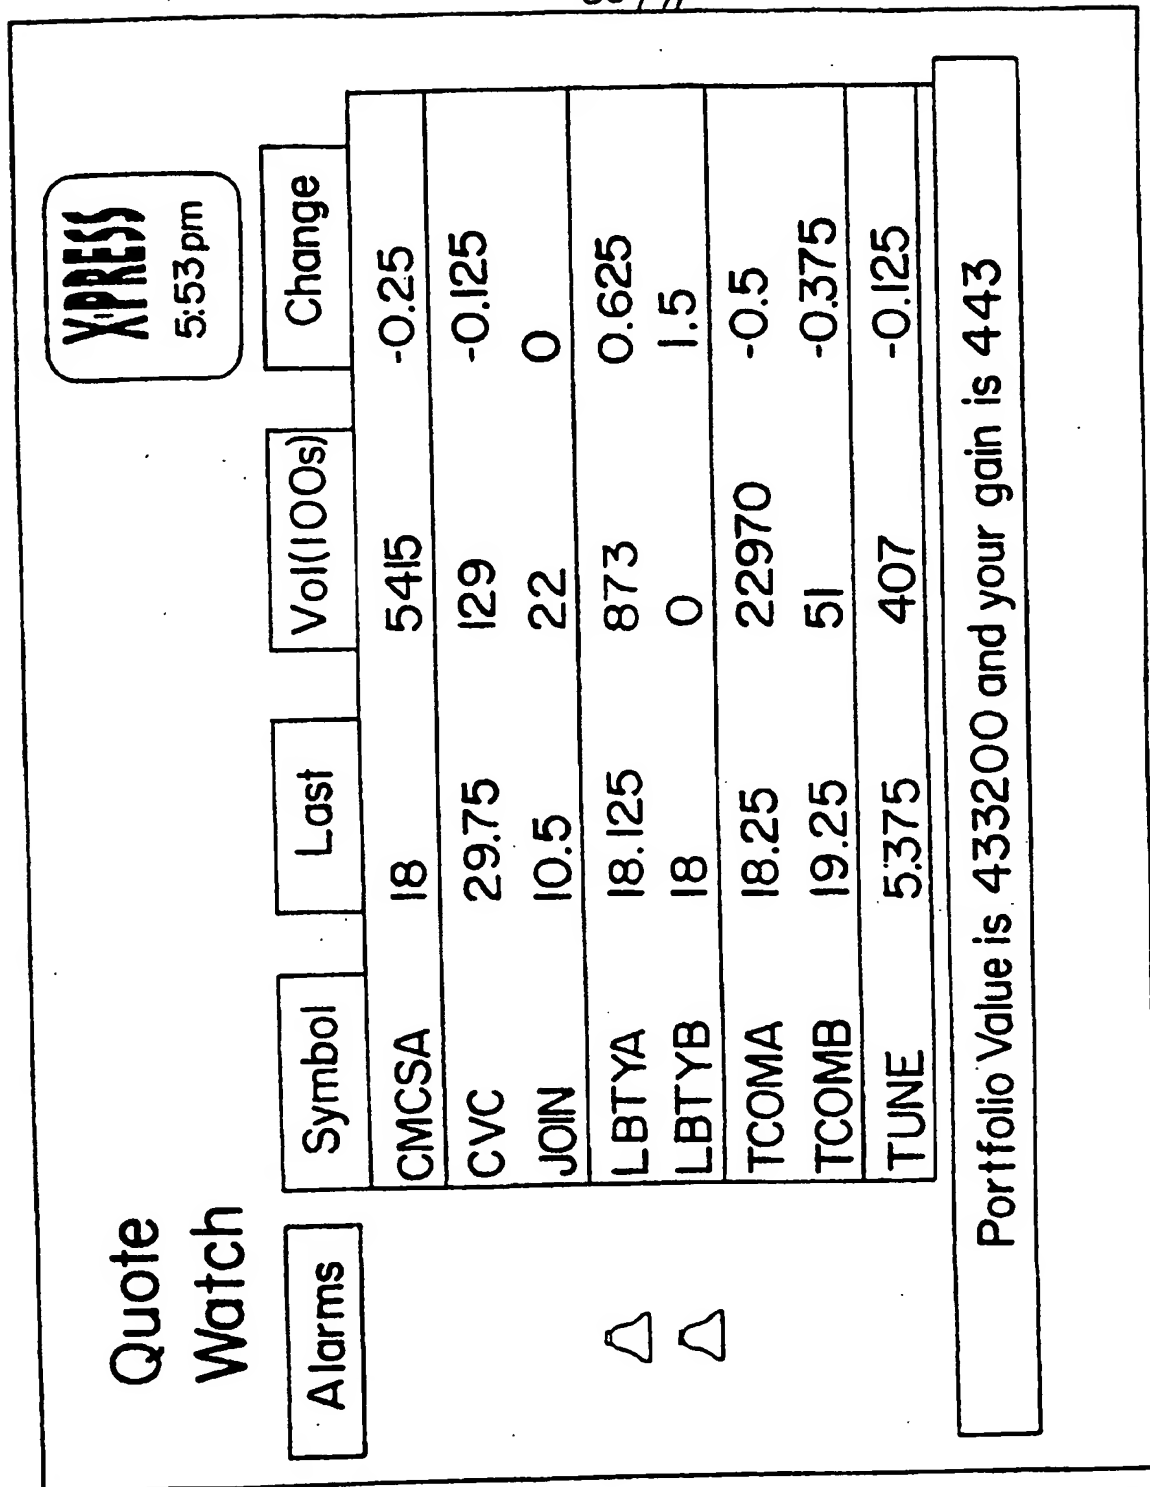 Quote
Watch
X·PRESS
5:53pm
Alarms Symbol Last Vol(100s) Change
CMCSA 18 5415 -0.25
CVC 29.75 129 -0.125
JOIN 10.5 22 0
LBTYA 18.125 873 0.625
LBTYB 18 0 1.5
TCOMA 18.25 22970 -0.5
TCOMB 19.25 51 -0.375
TUNE 5.375 407 -0.125
Portfolio Value is 433200 and your gain is 443